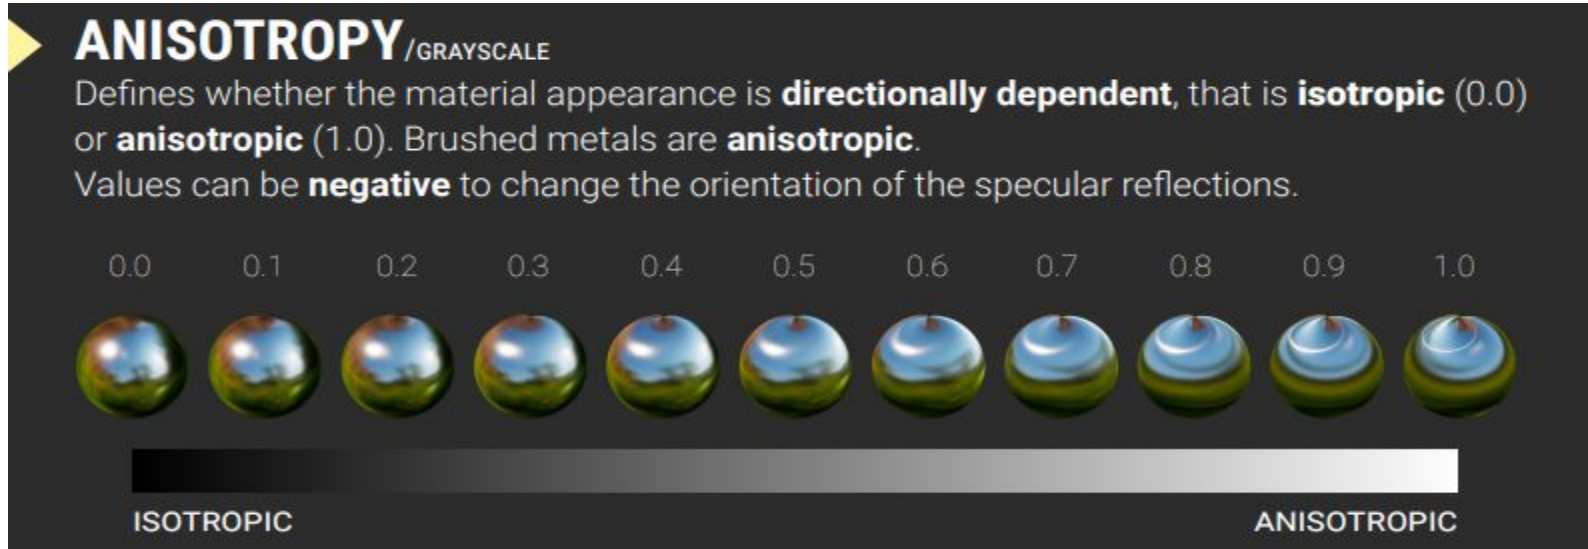 ANISOTROPY/GRAYSCALE
Defines whether the material appearance is directionally dependent, that is isotropic (0.0)
or anisotropic (1.0). Brushed metals are anisotropic.
Values can be negative to change the orientation of the specular reflections.
0.0 0.1 0.2 0.3 0.4 0.5 0.6 0.7 0.8 0.9 1.0
ISOTROPIC ANISOTROPIC